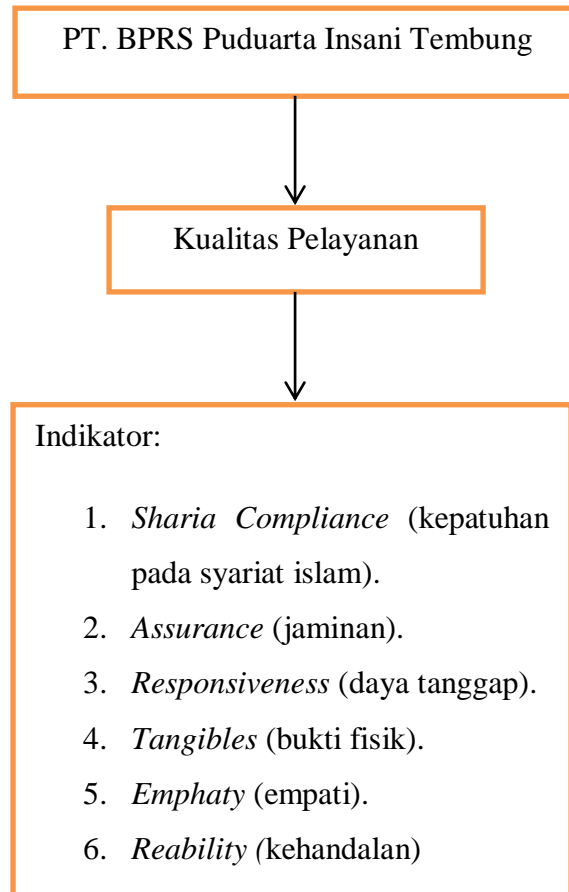 PT. BPRS Puduarta Insani Tembung
Kualitas Pelayanan
Indikator:
1. Sharia Compliance (kepatuhan
pada syariat islam).
2. Assurance (jaminan).
3. Responsiveness (daya tanggap).
4. Tangibles (bukti fisik).
5. Emphaty (empati).
6. Reability (kehandalan)